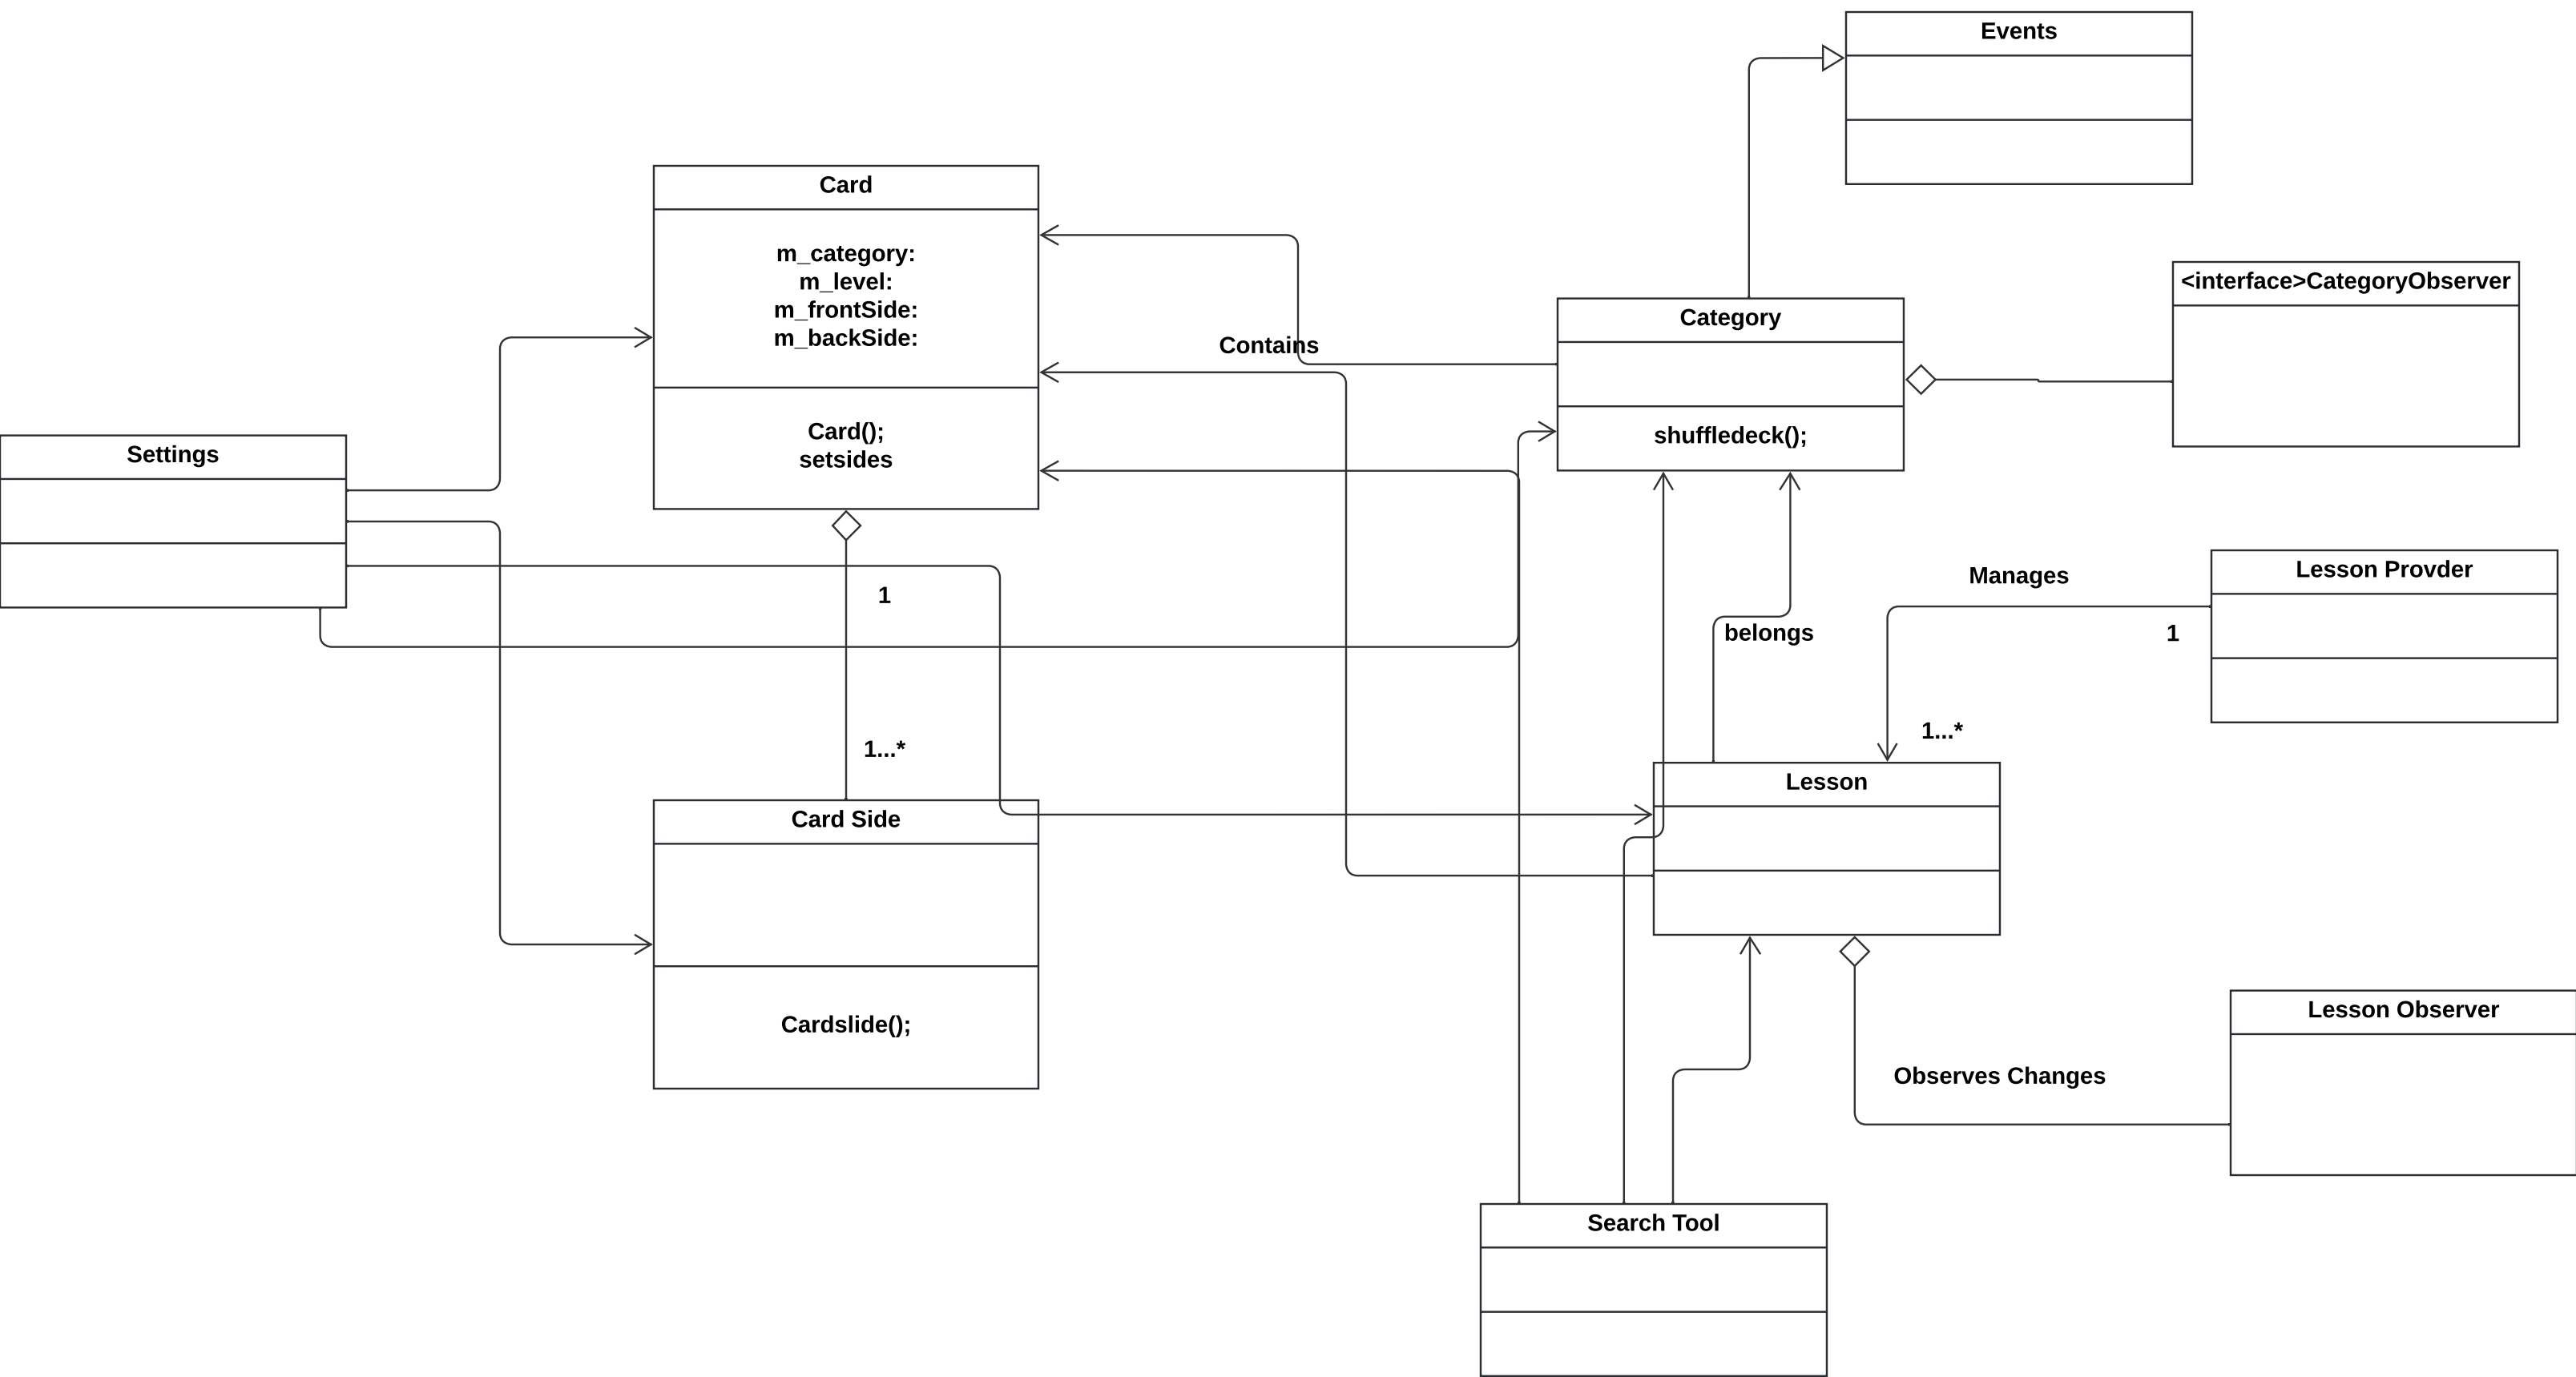 Events
Card
m_category:
m_level:
m_frontSide:
m_backSide:
Card();
setsides
<interface>CategoryObserver
Category
shuffledeck();
Contains
Settings
1
1...*
belongs
Manages
1
1...*
Lesson Provder
Lesson
Card Side
Cardslide();
Lesson Observer
Observes Changes
Search Tool